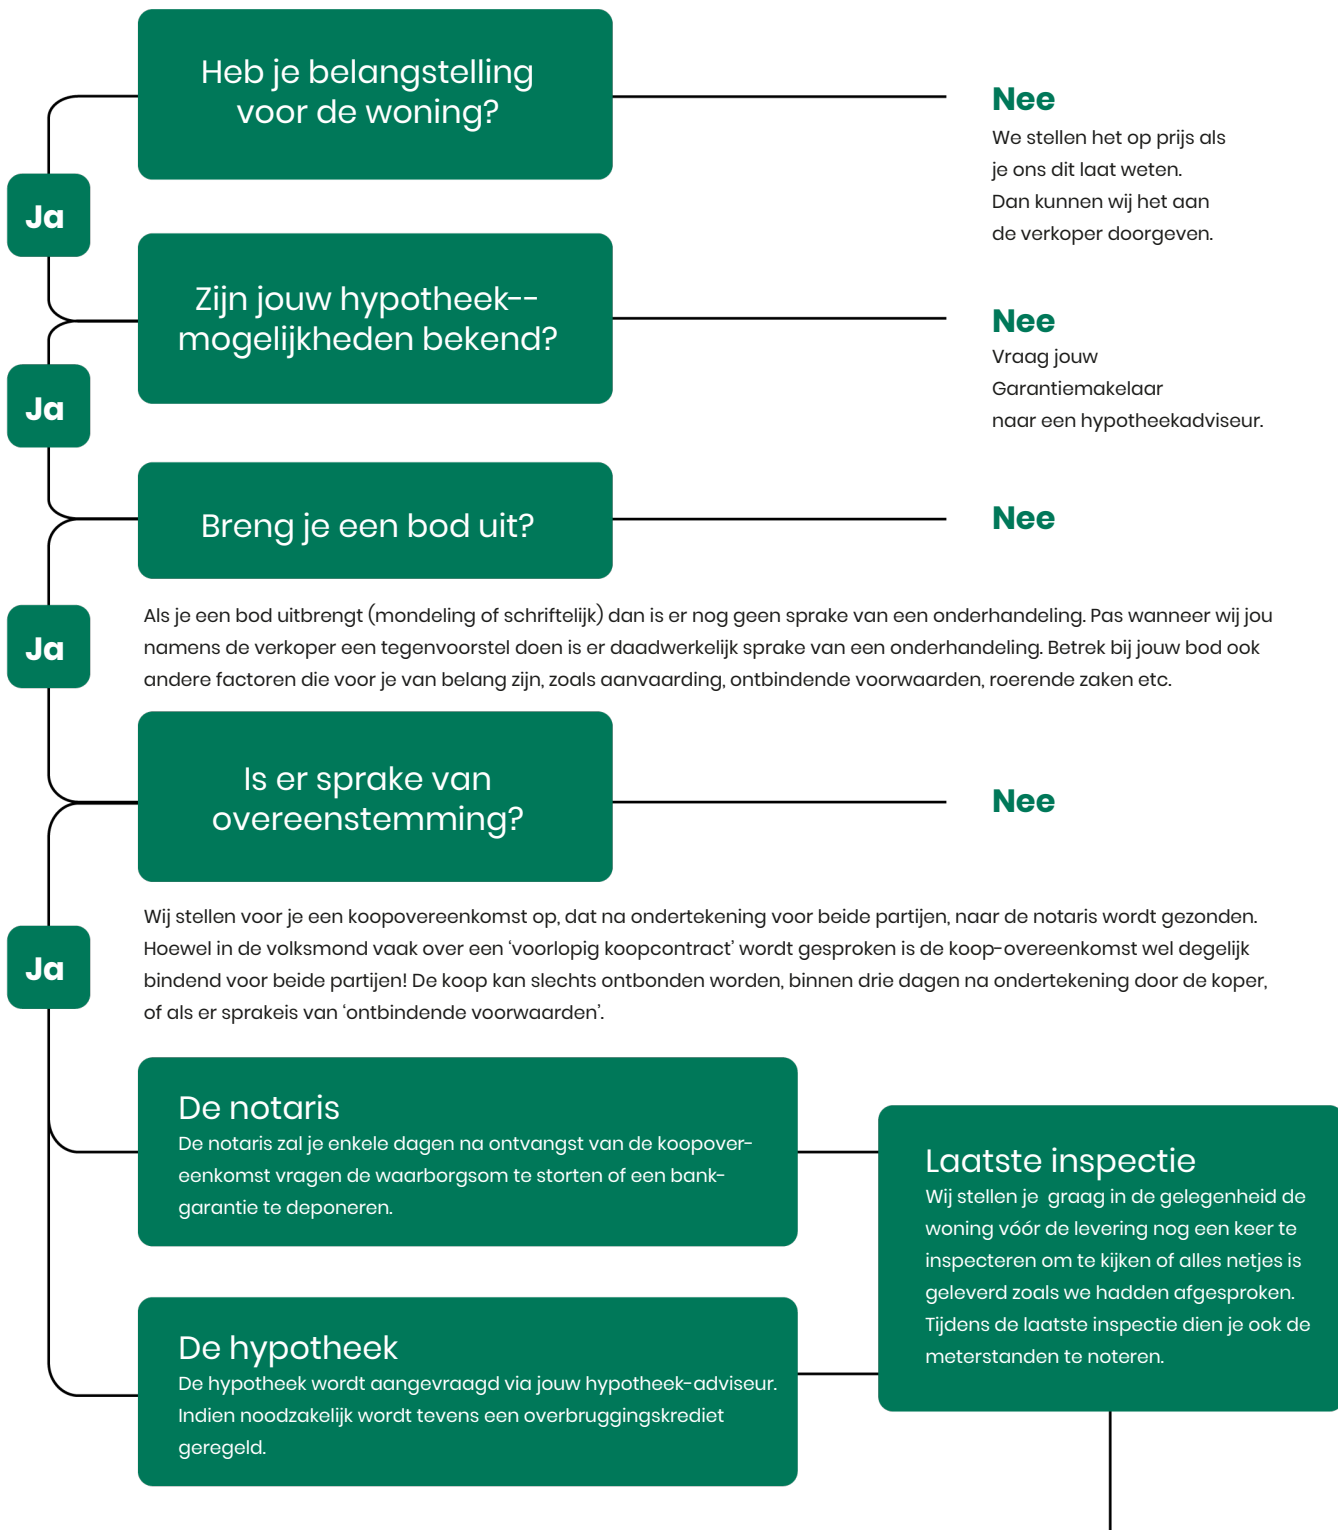 Heb je belangstelling
voor de woning?
Nee
We stellen het op prijs als
je ons dit laat weten.
Dan kunnen wij het aan
de verkoper doorgeven.
Ja
Zijn jouw hypotheek--
mogelijkheden bekend?
Nee
Vraag jouw
Garantiemakelaar
naar een hypotheekadviseur.
Ja
Breng je een bod uit?
Nee
Ja
Als je een bod uitbrengt (mondeling of schriftelijk) dan is er nog geen sprake van een onderhandeling. Pas wanneer wij jou
namens de verkoper een tegenvoorstel doen is er daadwerkelijk sprake van een onderhandeling. Betrek bij jouw bod ook
andere factoren die voor je van belang zijn, zoals aanvaarding, ontbindende voorwaarden, roerende zaken etc.
Is er sprake van
overeenstemming?
Nee
Ja
Wij stellen voor je een koopovereenkomst op, dat na ondertekening voor beide partijen, naar de notaris wordt gezonden.
Hoewel in de volksmond vaak over een ‘voorlopig koopcontract’ wordt gesproken is de koop-overeenkomst wel degelijk
bindend voor beide partijen! De koop kan slechts ontbonden worden, binnen drie dagen na ondertekening door de koper,
of als er sprakeis van ‘ontbindende voorwaarden’.
De notaris
De notaris zal je enkele dagen na ontvangst van de koopover-
eenkomst vragen de waarborgsom te storten of een bank-
garantie te deponeren.
De hypotheek
De hypotheek wordt aangevraagd via jouw hypotheek-adviseur.
Indien noodzakelijk wordt tevens een overbruggingskrediet
geregeld.
Laatste inspectie
Wij stellen je graag in de gelegenheid de
woning vóór de levering nog een keer te
inspecteren om te kijken of alles netjes is
geleverd zoals we hadden afgesproken.
Tijdens de laatste inspectie dien je ook de
meterstanden te noteren.